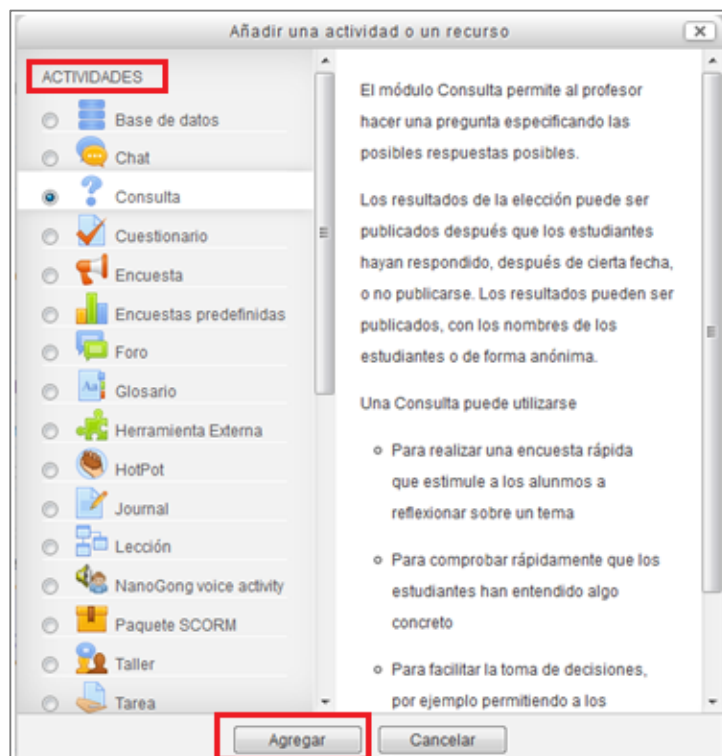 Añadir una actividad o un recurso
ACTIVIDADES
Base de datos
Chat
Consulta
Cuestionario
Encuesta
Encuestas predefinidas
Foro
Glosario
Herramienta Externa
HotPot
Journal
Lección
NanoGong voice activity
Paquete SCORM
Taller
Tarea
El módulo Consulta permite al profesor
hacer una pregunta especificando las
posibles respuestas posibles.
Los resultados de la elección puede ser
publicados después que los estudiantes
hayan respondido, después de cierta fecha,
o no publicarse. Los resultados pueden ser
publicados, con los nombres de los
estudiantes o de forma anónima.
Una Consulta puede utilizarse
Para realizar una encuesta rápida
que estimule a los alunmos a
reflexionar sobre un tema
Para comprobar rápidamente que los
estudiantes han entendido algo
concreto
Para facilitar la toma de decisiones,
por ejemplo permitiendo a los
Agregar
Cancelar